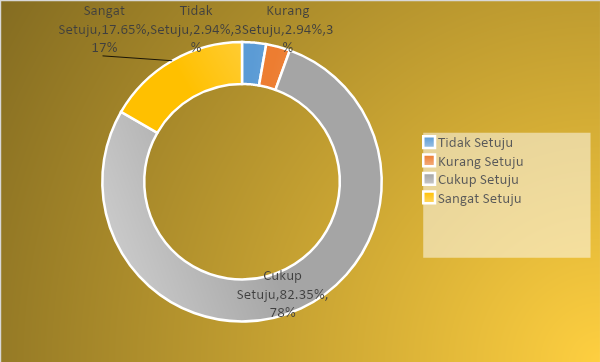 Sangat
Setuju,17.65%,
17%
Tidak
Setuju,2.94%,3
%
Kurang
Setuju,2.94%,3
%
Tidak Setuju
Kurang Setuju
Cukup Setuju
Sangat Setuju
Cukup
Setuju,82.35%,
78%